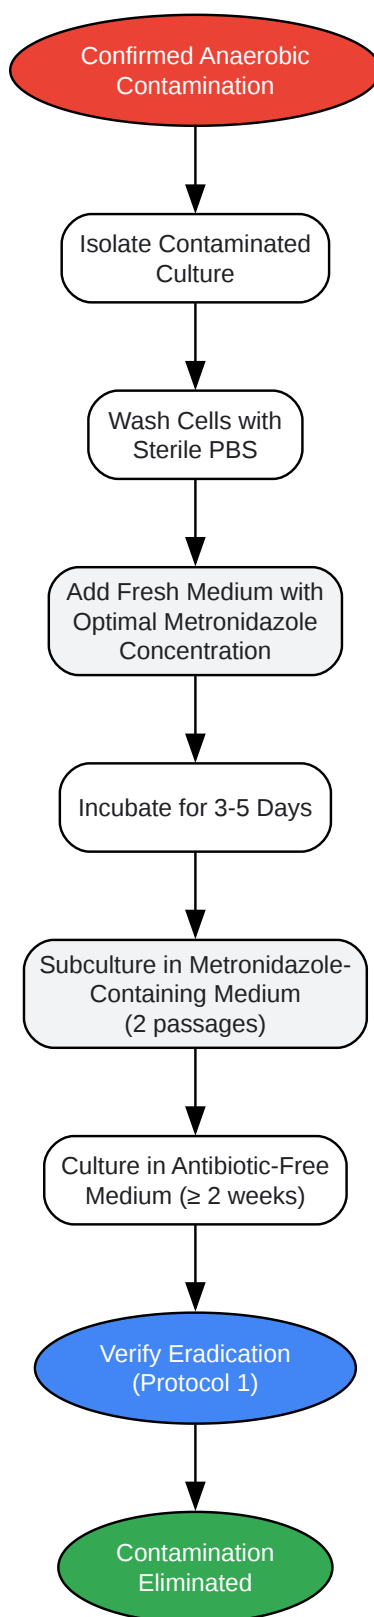 Confirmed Anaerobic
Contamination
Isolate Contaminated
Culture
Wash Cells with
Sterile PBS
Add Fresh Medium with
Optimal Metronidazole
Concentration
Incubate for 3-5 Days
Subculture in Metronidazole-
Containing Medium
(2 passages)
Culture in Antibiotic-Free
Medium (≥ 2 weeks)
Verify Eradication
(Protocol 1)
Contamination
Eliminated